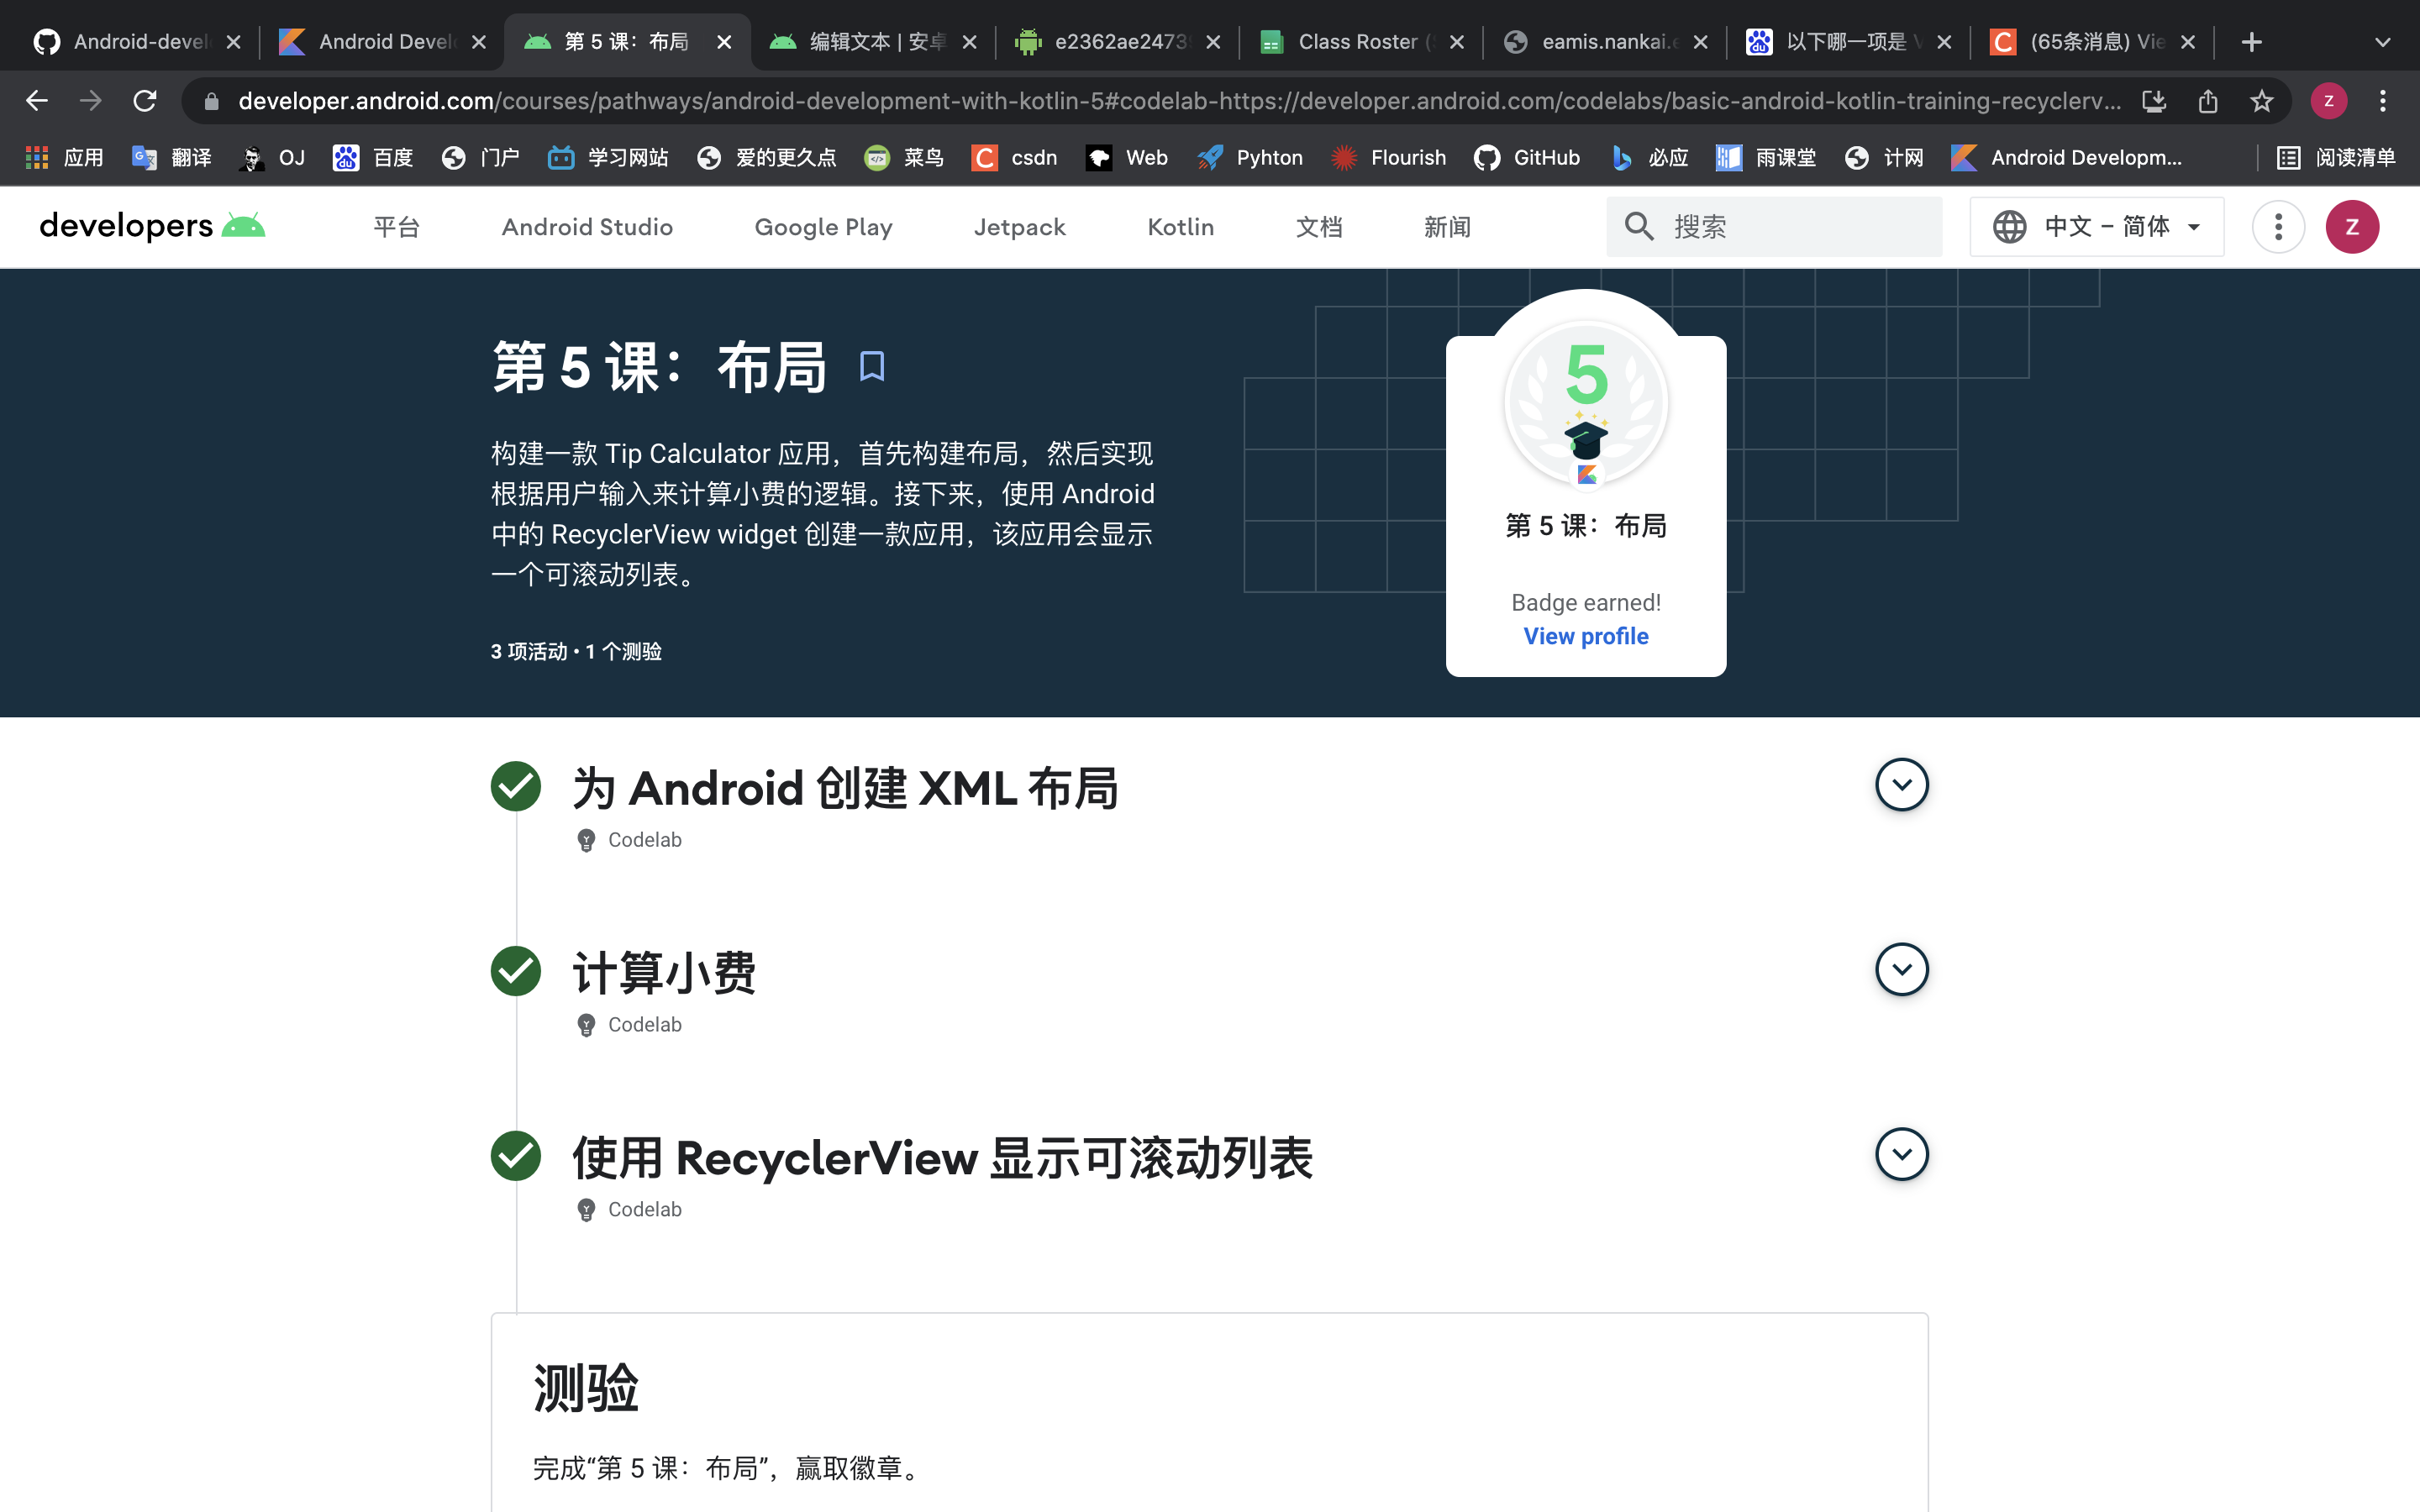 Android-devel
Android Devel
第 5 课：布局
编辑文本 | 安卓
e2362ae2473
Class Roster (
eamis.nankai.e
以下哪一项是 V
(65条消息) Vie
developer.android.com/courses/pathways/android-development-with-kotlin-5#codelab-https://developer.android.com/codelabs/basic-android-kotlin-training-recyclerv...
Z
应用
翻译
OJ
百度
门户
学习网站
爱的更久点
菜鸟
csdn
Web
Pyhton
Flourish
GitHub
必应
雨课堂
计网
Android Developm...
阅读清单
developers
平台
Android Studio
Google Play
Jetpack
Kotlin
文档
新闻
搜索
中文 – 简体
Z
第 5 课：布局
构建一款 Tip Calculator 应用，首先构建布局，然后实现
根据用户输入来计算小费的逻辑。接下来，使用 Android
中的 RecyclerView widget 创建一款应用，该应用会显示
一个可滚动列表。
3 项活动 • 1 个测验
5
第 5 课：布局
Badge earned!
View profile
为 Android 创建 XML 布局
Codelab
计算小费
Codelab
使用 RecyclerView 显示可滚动列表
Codelab
测验
完成“第 5 课：布局”，赢取徽章。